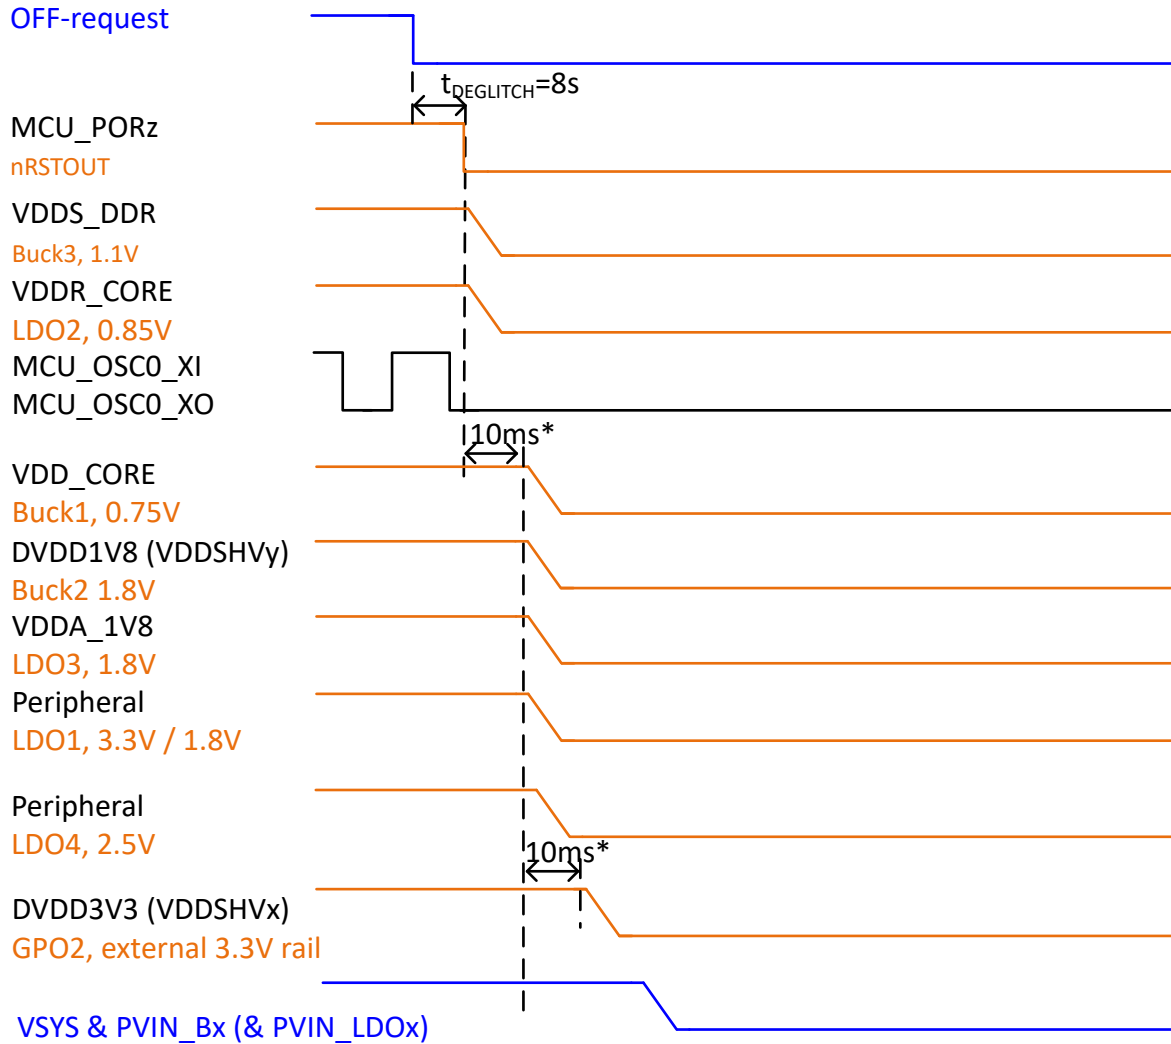 OFF-request
t_DEGLITCH=8s
MCU_PORz
nRSTOUT
VDDS_DDR
Buck3, 1.1V
VDDR_CORE
LDO2, 0.85V
MCU_OSC0_XI
MCU_OSC0_XO
10ms*
VDD_CORE
Buck1, 0.75V
DVDD1V8 (VDDSHVy)
Buck2 1.8V
VDDA_1V8
LDO3, 1.8V
Peripheral
LDO1, 3.3V / 1.8V
Peripheral
LDO4, 2.5V
10ms*
DVDD3V3 (VDDSHVx)
GPO2, external 3.3V rail
VSYS & PVIN_Bx (& PVIN_LDOx)